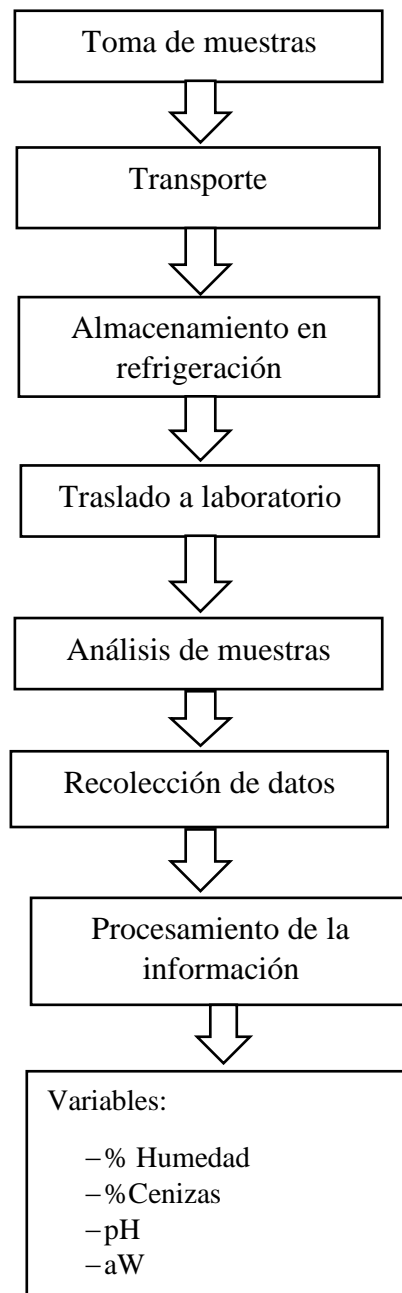 Toma de muestras
Transporte
Almacenamiento en
refrigeración
Traslado a laboratorio
Análisis de muestras
Recolección de datos
Procesamiento de la
información
Variables:
–% Humedad
–%Cenizas
–pH
–aW